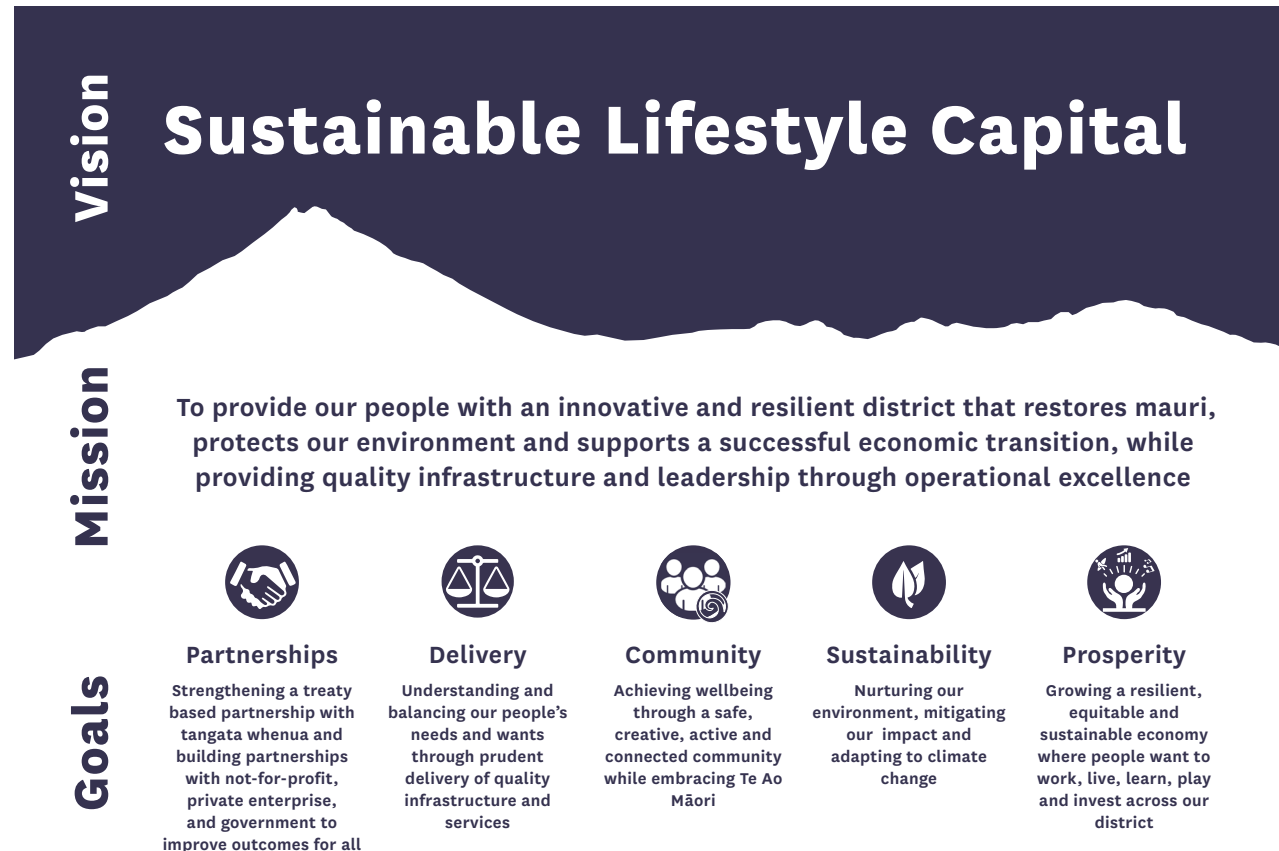 Vision
Sustainable Lifestyle Capital
Mission
To provide our people with an innovative and resilient district that restores mauri,
protects our environment and supports a successful economic transition, while
providing quality infrastructure and leadership through operational excellence
Goals
Partnerships
Strengthening a treaty
based partnership with
tangata whenua and
building partnerships
with not-for-profit,
private enterprise,
and government to
improve outcomes for all
Delivery
Understanding and
balancing our people’s
needs and wants
through prudent
delivery of quality
infrastructure and
services
Community
Achieving wellbeing
through a safe,
creative, active and
connected community
while embracing Te Ao
Māori
Sustainability
Nurturing our
environment, mitigating
our  impact and
adapting to climate
change
Prosperity
Growing a resilient,
equitable and
sustainable economy
where people want to
work, live, learn, play
and invest across our
district